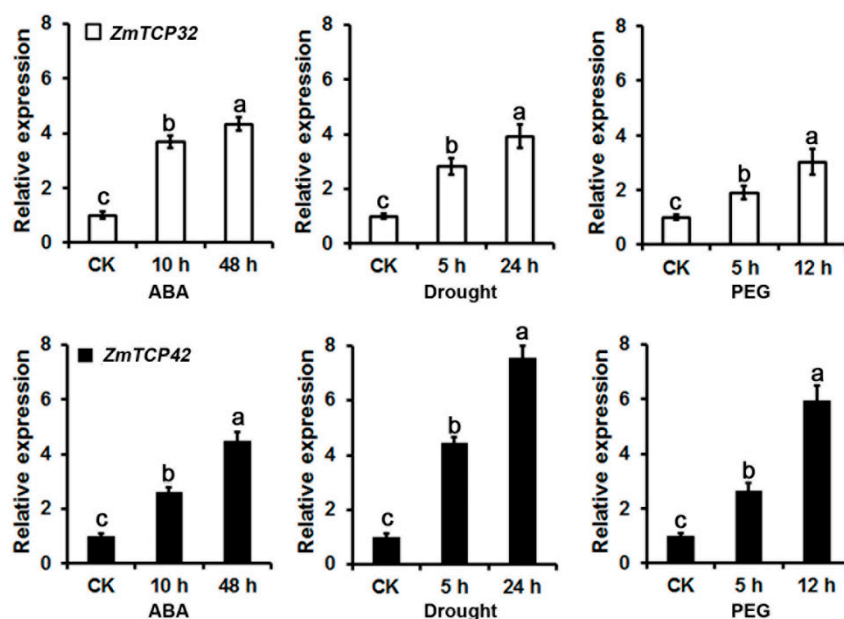 ZmTCP32
Relative expression
8
6
4
2
0
c
b
a
CK 10 h 48 h
ABA
Relative expression
8
6
4
2
0
c
b
a
CK 5 h 24 h
Drought
Relative expression
8
6
4
2
0
c
b
a
CK 5 h 12 h
PEG
ZmTCP42
Relative expression
8
6
4
2
0
c
b
a
CK 10 h 48 h
ABA
Relative expression
8
6
4
2
0
c
b
a
CK 5 h 24 h
Drought
Relative expression
8
6
4
2
0
c
b
a
CK 5 h 12 h
PEG